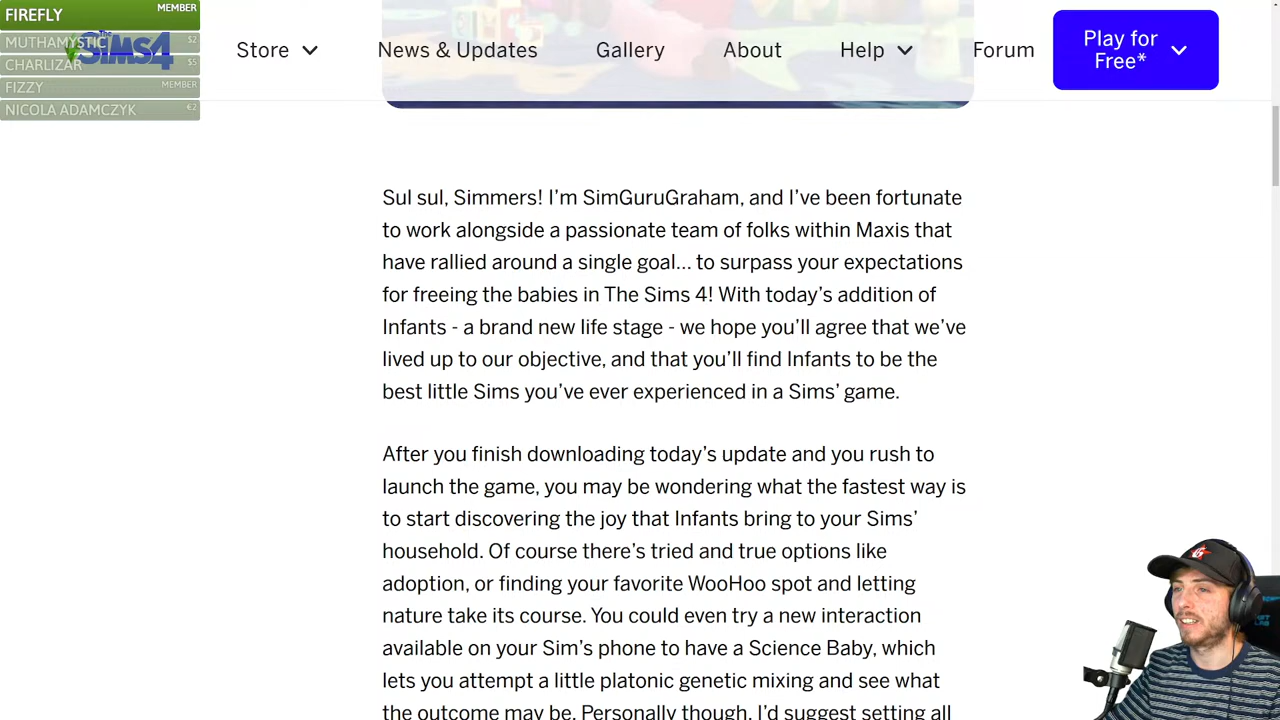 FIREFLY MEMBER
MUTHAMYSTIC $2
CHARLIZAR $5
FIZZY MEMBER
NICOLA ADAMCZYK €2
The Sims 4
Store
News & Updates
Gallery
About
Help
Forum
Play for
Free*
Sul sul, Simmers! I’m SimGuruGraham, and I’ve been fortunate
to work alongside a passionate team of folks within Maxis that
have rallied around a single goal… to surpass your expectations
for freeing the babies in The Sims 4! With today’s addition of
Infants - a brand new life stage - we hope you’ll agree that we’ve
lived up to our objective, and that you’ll find Infants to be the
best little Sims you’ve ever experienced in a Sims’ game.
After you finish downloading today’s update and you rush to
launch the game, you may be wondering what the fastest way is
to start discovering the joy that Infants bring to your Sims’
household. Of course there’s tried and true options like
adoption, or finding your favorite WooHoo spot and letting
nature take its course. You could even try a new interaction
available on your Sim’s phone to have a Science Baby, which
lets you attempt a little platonic genetic mixing and see what
the outcome may be. Personally though, I’d suggest setting all